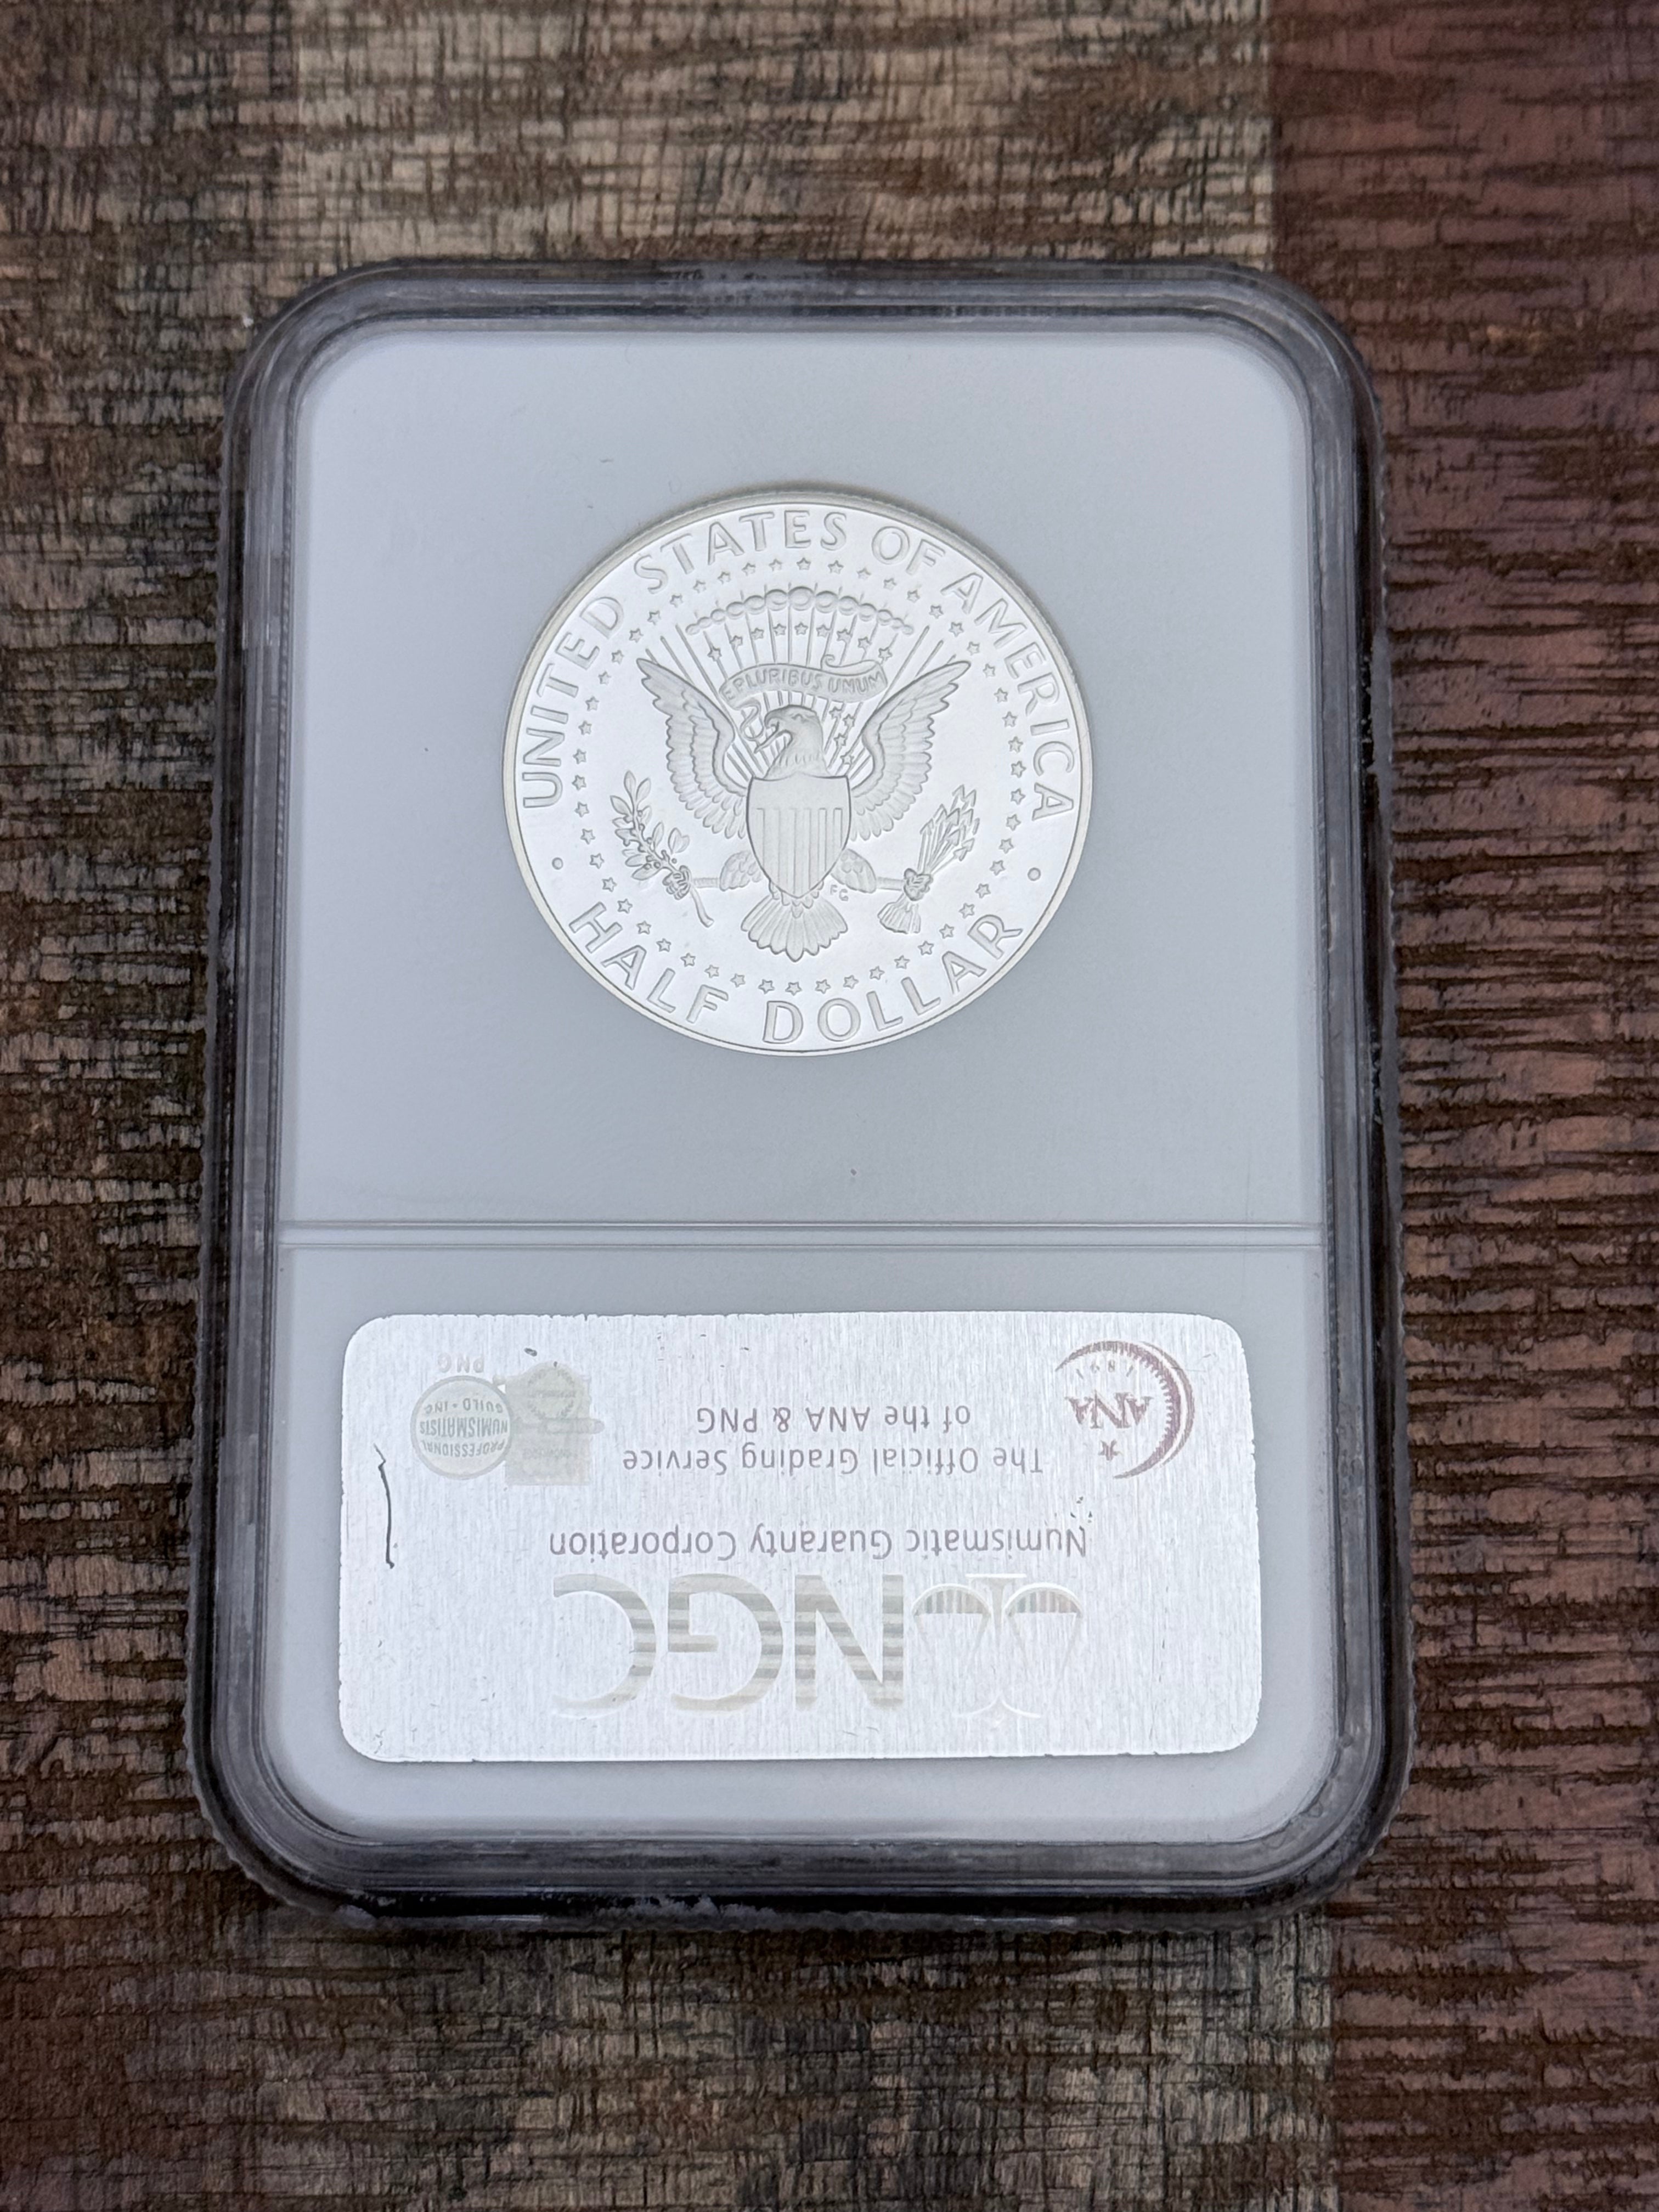 UNITED STATES OF AMERICA
E PLURIBUS UNUM
FG
HALF DOLLAR
NGC
Numismatic Guaranty Corporation
The Official Grading Service
of the ANA & PNG
ANA
1891
PROFESSIONAL
NUMISMATISTS
GUILD • INC
PNG